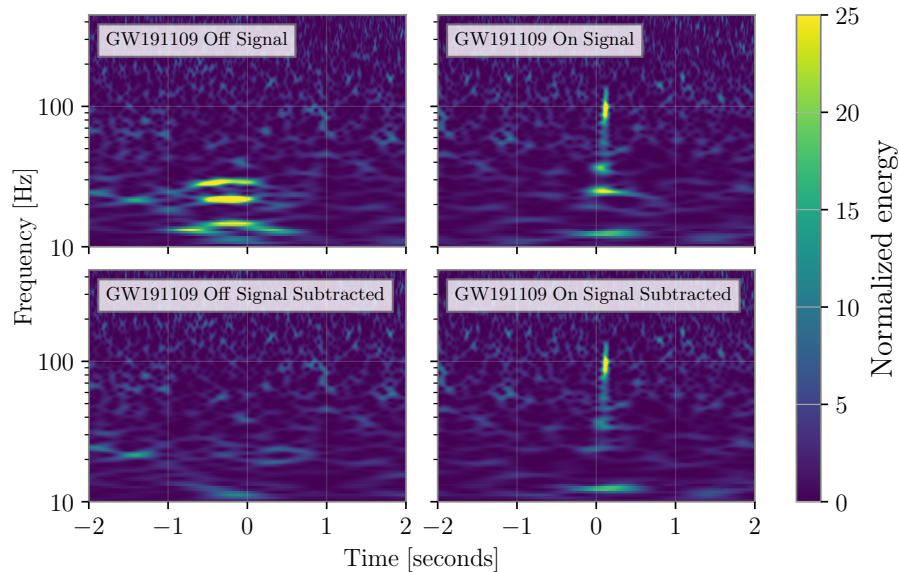 GW191109 Off Signal
GW191109 On Signal
25
100
10
20
Frequency [Hz]
15
Normalized energy
GW191109 Off Signal Subtracted
GW191109 On Signal Subtracted
10
100
5
10
0
−2 −1 0 1 2
−2 −1 0 1 2
Time [seconds]